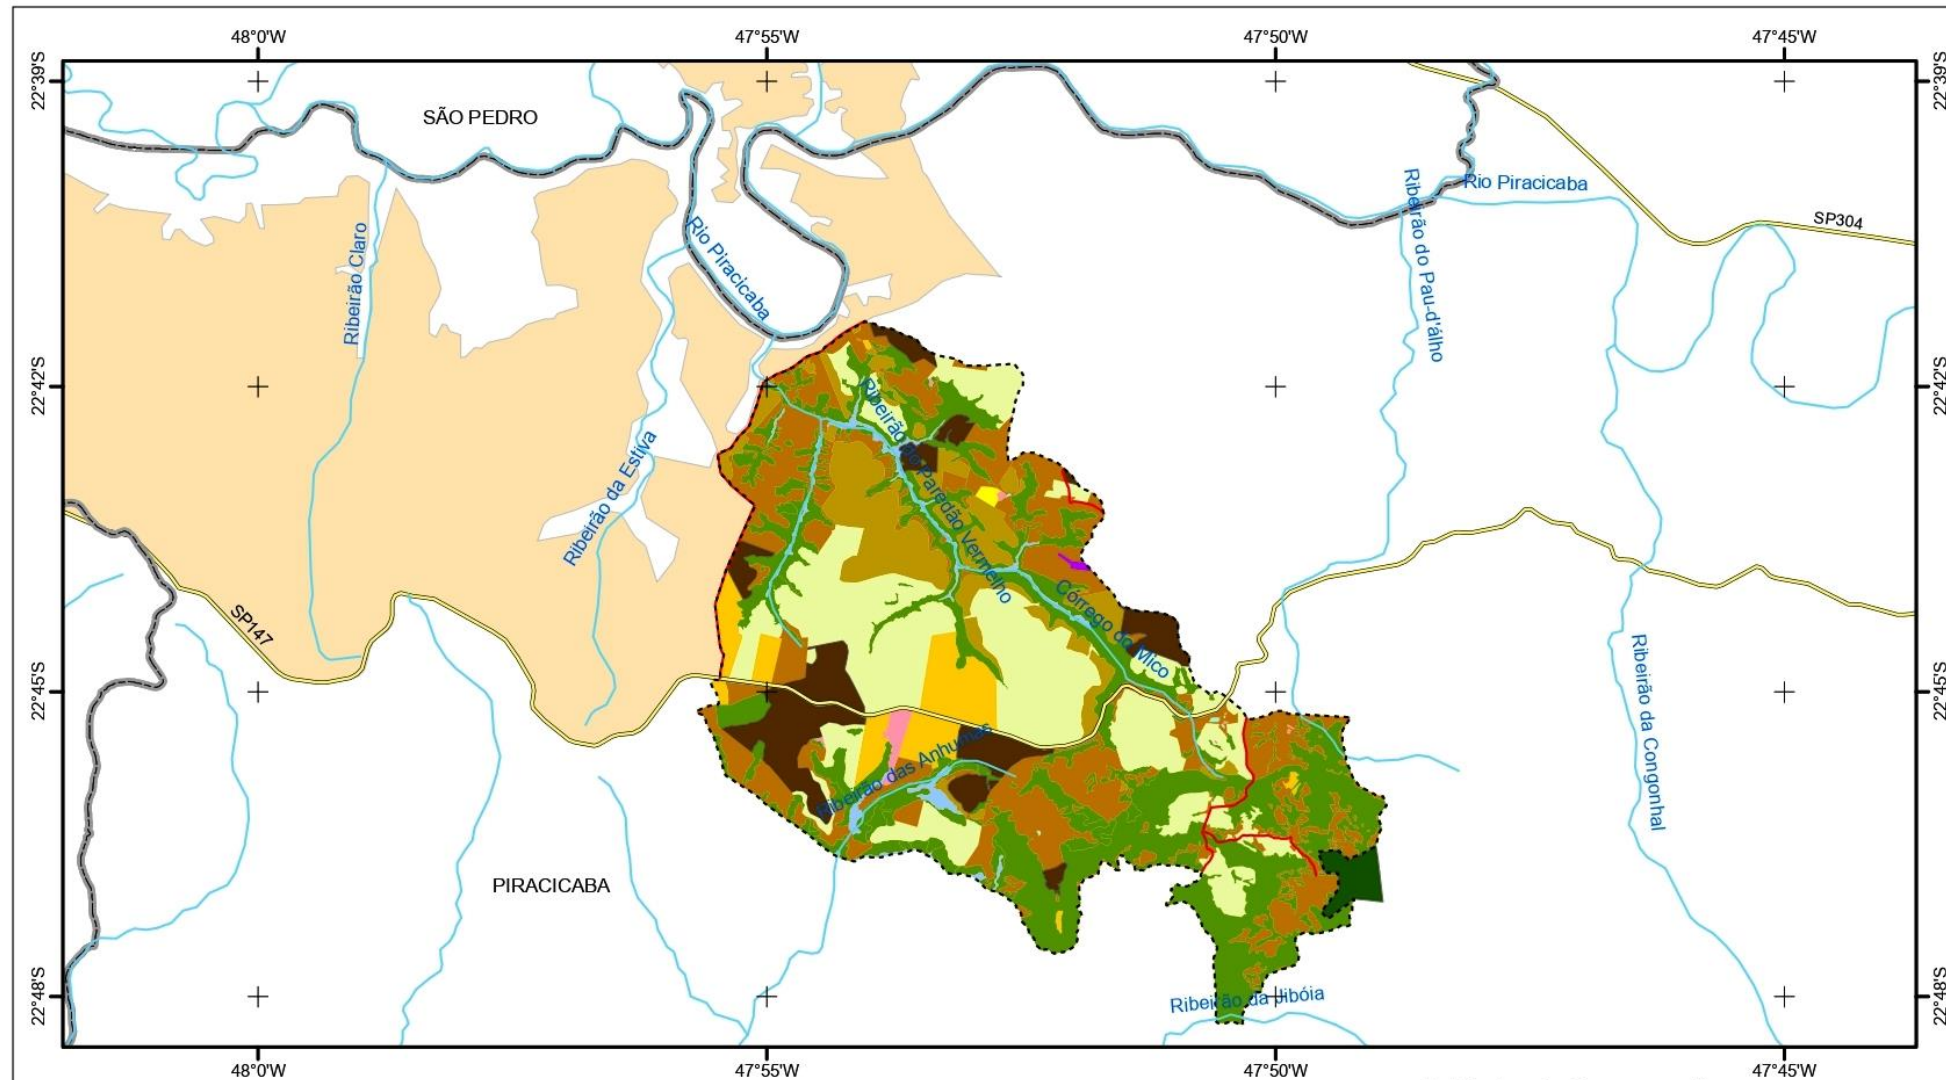 48°0'W
47°55'W
47°50'W
47°45'W
22°39'S
22°39'S
SÃO PEDRO
Rio Piracicaba
Ribeirão do Pau-d'álho
SP304
Ribeirão Claro
Rio Piracicaba
22°42'S
22°42'S
Ribeirão do Paredão Vermelho
Ribeirão da Estiva
SP147
Córrego do Mico
Ribeirão da Congonhal
22°45'S
22°45'S
Ribeirão das Anhumas
PIRACICABA
22°48'S
22°48'S
Ribeirão da Jibóia
48°0'W
47°55'W
47°50'W
47°45'W